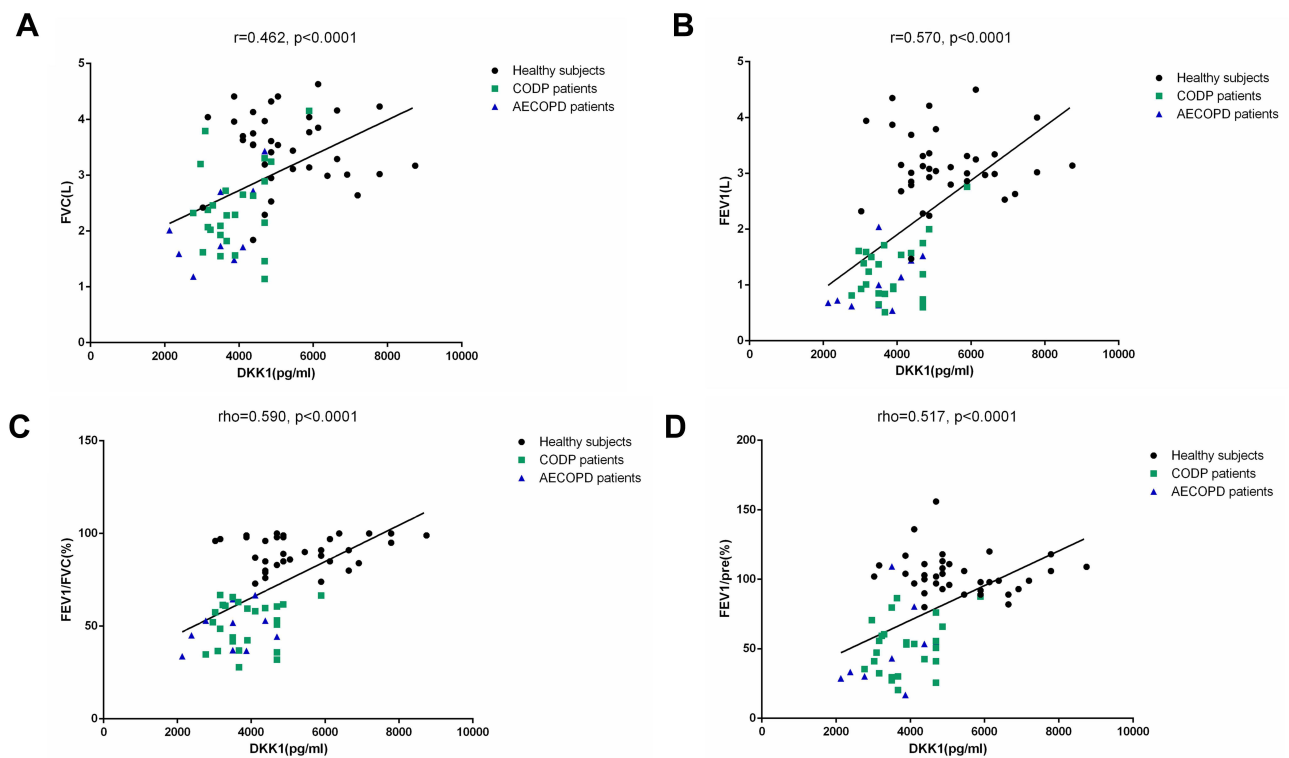 A
r=0.462, p<0.0001
FVC(L)
5
4
3
2
1
0
0 2000 4000 6000 8000 10000
DKK1(pg/ml)
Healthy subjects
CODP patients
AECOPD patients
B
r=0.570, p<0.0001
FEV1(L)
5
4
3
2
1
0
0 2000 4000 6000 8000 10000
DKK1(pg/ml)
Healthy subjects
CODP patients
AECOPD patients
C
rho=0.590, p<0.0001
FEV1/FVC(%)
150
100
50
0
0 2000 4000 6000 8000 10000
DKK1(pg/ml)
Healthy subjects
CODP patients
AECOPD patients
D
rho=0.517, p<0.0001
FEV1/pre(%)
200
150
100
50
0
0 2000 4000 6000 8000 10000
DKK1(pg/ml)
Healthy subjects
CODP patients
AECOPD patients